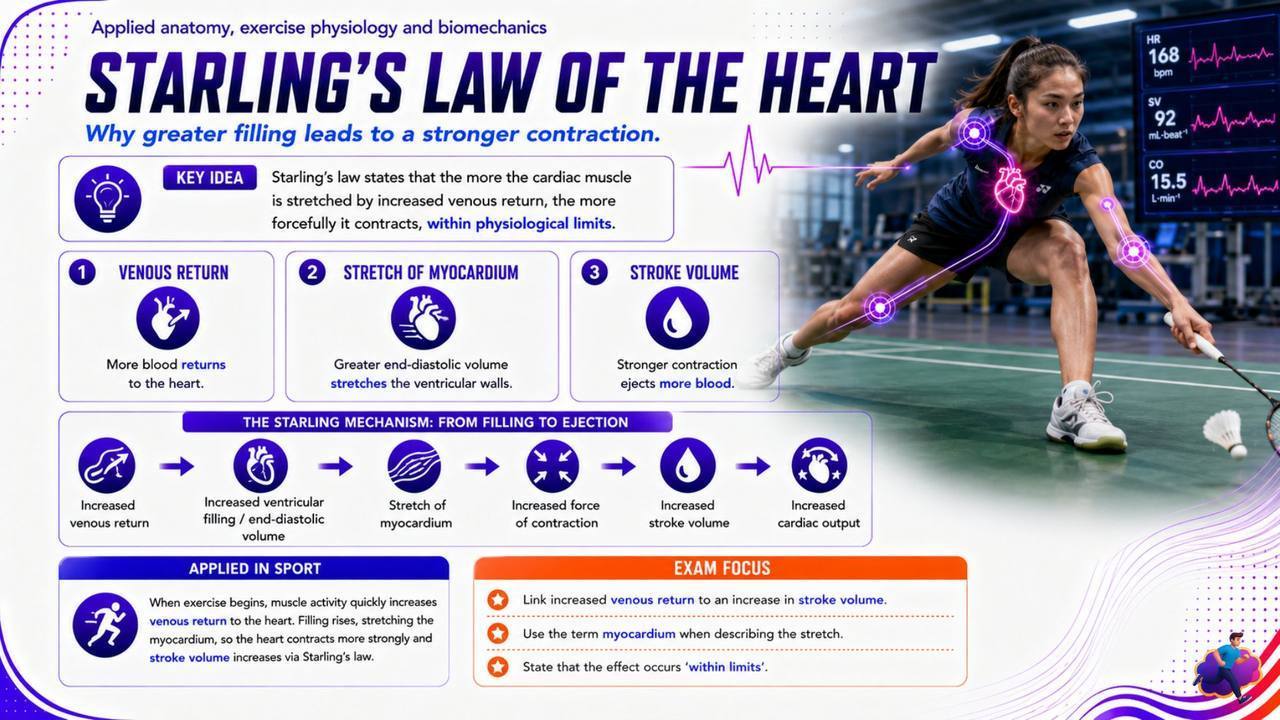 Applied anatomy, exercise physiology and biomechanics
STARLING'S LAW OF THE HEART
Why greater filling leads to a stronger contraction.
KEY IDEA
Starling's law states that the more the cardiac muscle
is stretched by increased venous return, the more
forcefully it contracts, within physiological limits.
1 VENOUS RETURN
More blood returns
to the heart.
2 STRETCH OF MYOCARDIUM
Greater end-diastolic volume
stretches the ventricular walls.
3 STROKE VOLUME
Stronger contraction
ejects more blood.
THE STARLING MECHANISM: FROM FILLING TO EJECTION
Increased
venous return
Increased ventricular
filling / end-diastolic
volume
Stretch of
myocardium
Increased force
of contraction
Increased
stroke volume
Increased
cardiac output
APPLIED IN SPORT
When exercise begins, muscle activity quickly increases
venous return to the heart. Filling rises, stretching the
myocardium, so the heart contracts more strongly and
stroke volume increases via Starling's law.
EXAM FOCUS
Link increased venous return to an increase in stroke volume.
Use the term myocardium when describing the stretch.
State that the effect occurs 'within limits'.
HR
168
bpm
SV
92
mL·beat⁻¹
CO
15.5
L·min⁻¹